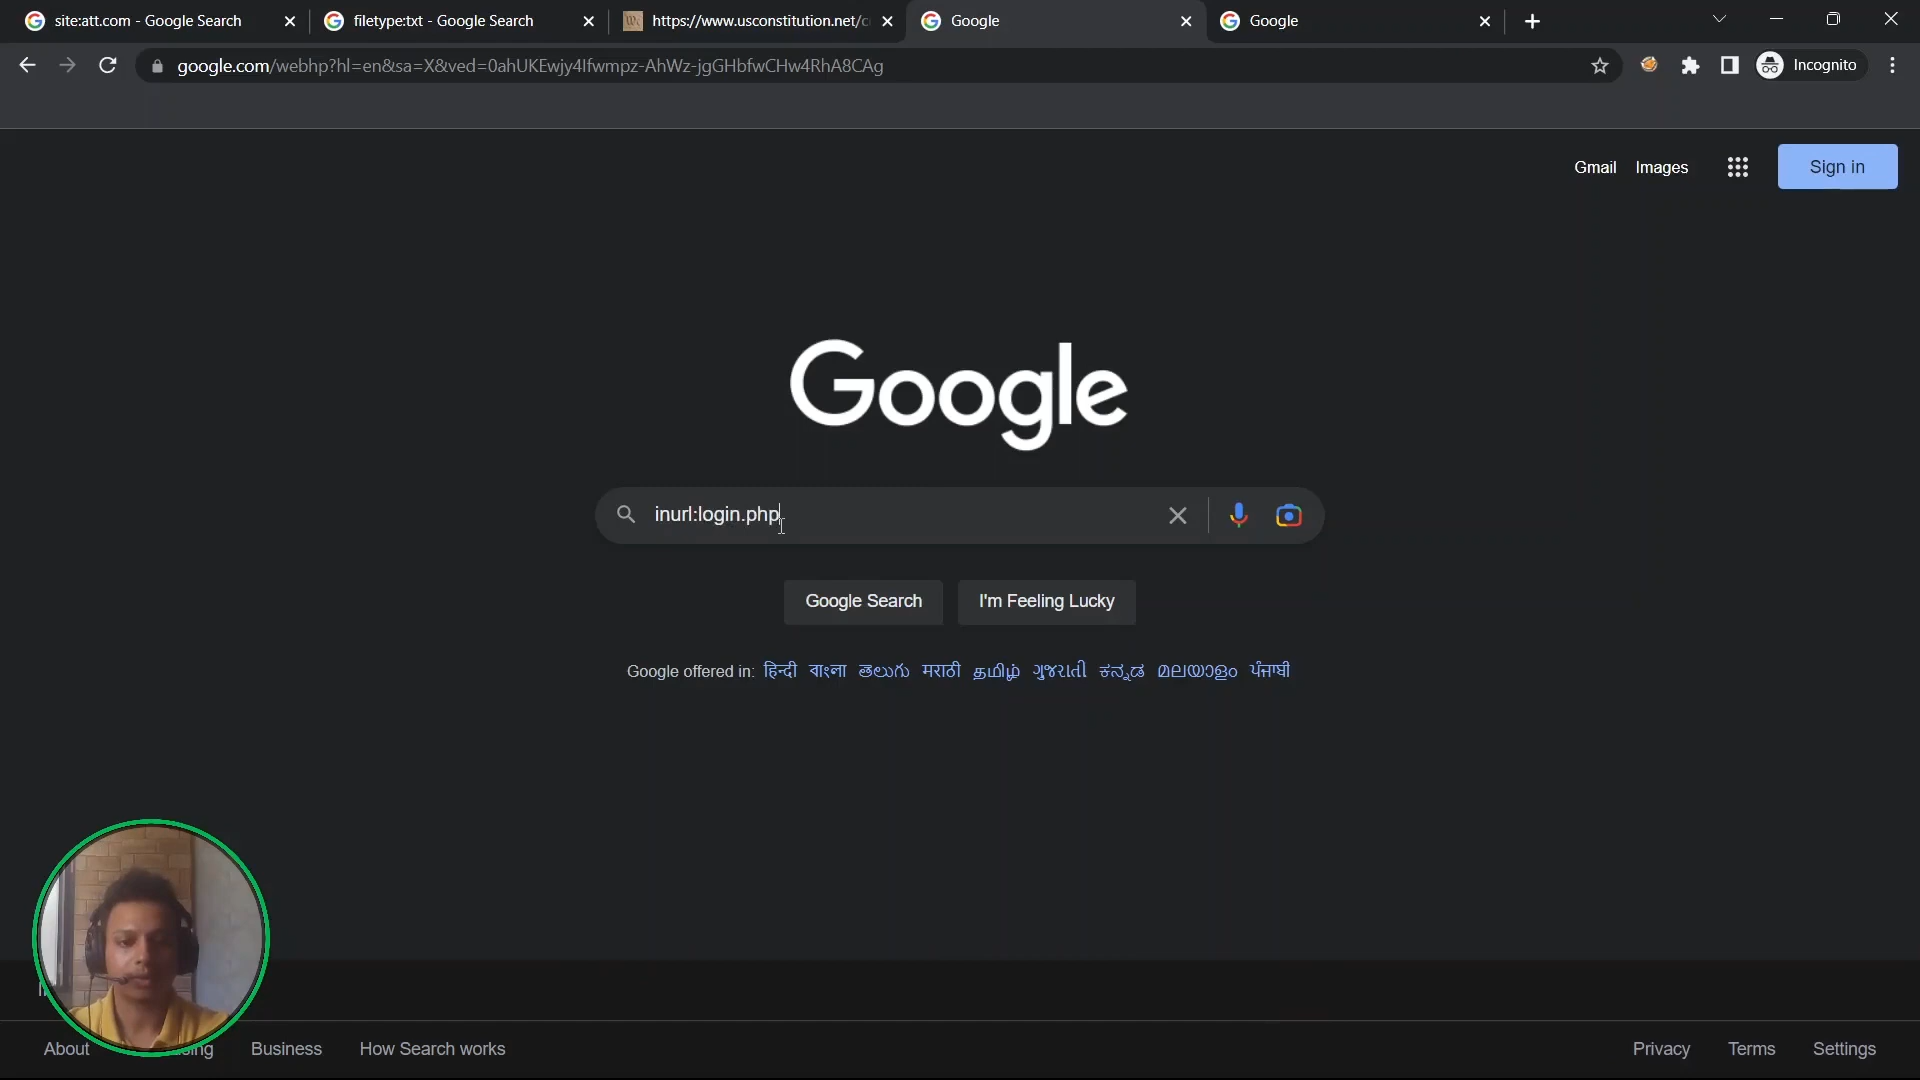 site:att.com - Google Search
filetype:txt - Google Search
https://www.usconstitution.net/c
Google
Google
google.com/webhp?hl=en&sa=X&ved=0ahUKEwjy4Ifwmpz-AhWz-jgGHbfwCHw4RhA8CAg
Incognito
Gmail Images
Sign in
Google
inurl:login.php
Google Search
I'm Feeling Lucky
Google offered in: हिन्दी বাংলা తెలుగు मराठी தமிழ் ગુજરાતી ಕನ್ನಡ മലയാളം ਪੰਜਾਬੀ
About
Business
How Search works
Privacy
Terms
Settings